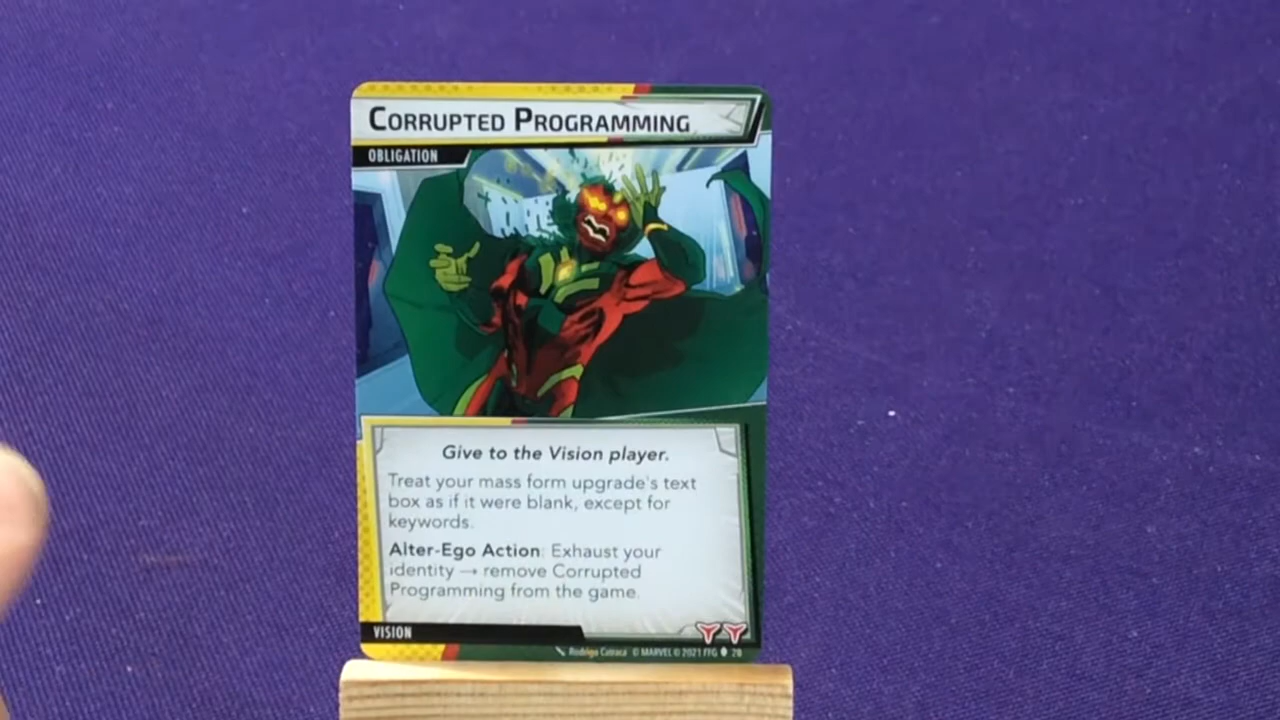 CORRUPTED PROGRAMMING
OBLIGATION
Give to the Vision player.
Treat your mass form upgrade's text
box as if it were blank, except for
keywords.
Alter-Ego Action: Exhaust your
identity → remove Corrupted
Programming from the game.
VISION
Rodrigo Catraca © MARVEL © 2021 FFG 28